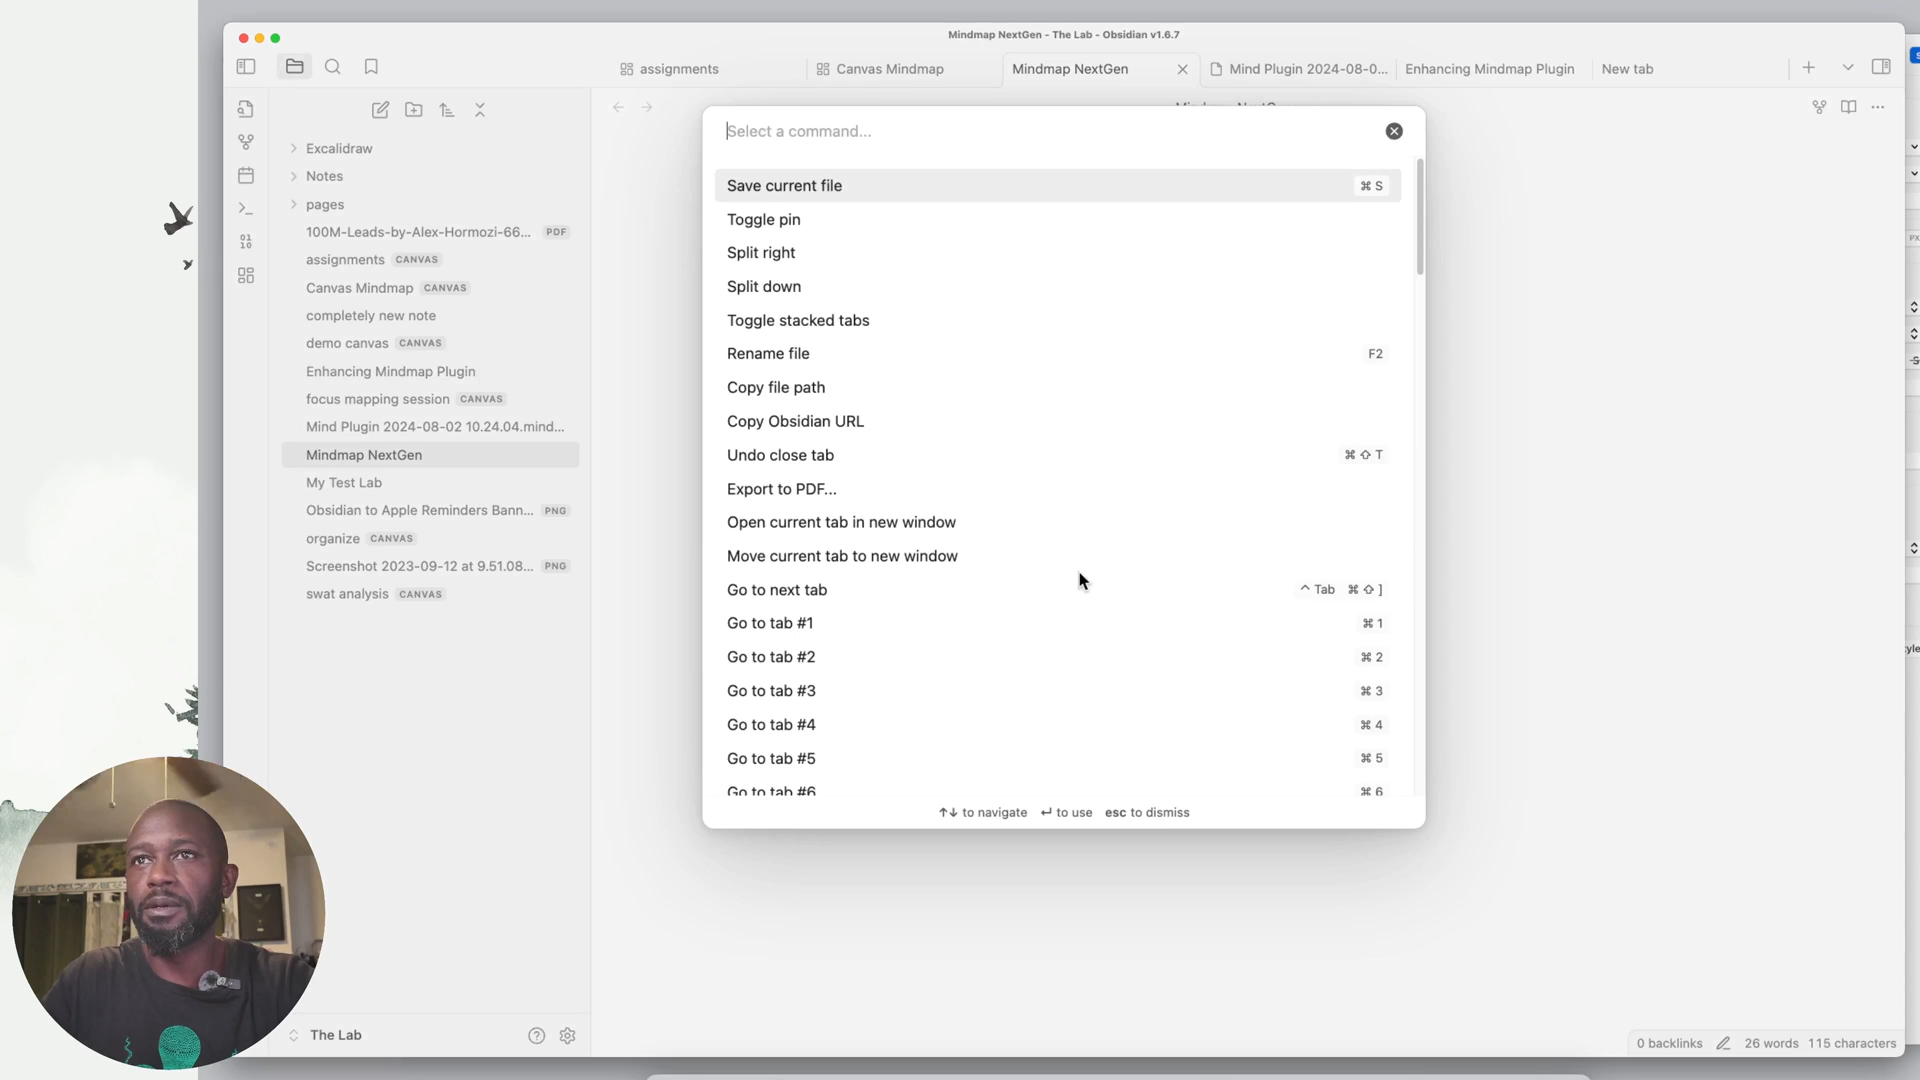 Mindmap NextGen - The Lab - Obsidian v1.6.7
assignments
Canvas Mindmap
Mindmap NextGen
Mind Plugin 2024-08-0...
Enhancing Mindmap Plugin
New tab
Excalidraw
Notes
pages
100M-Leads-by-Alex-Hormozi-66... PDF
assignments CANVAS
Canvas Mindmap CANVAS
completely new note
demo canvas CANVAS
Enhancing Mindmap Plugin
focus mapping session CANVAS
Mind Plugin 2024-08-02 10.24.04.mind...
Mindmap NextGen
My Test Lab
Obsidian to Apple Reminders Bann... PNG
organize CANVAS
Screenshot 2023-09-12 at 9.51.08... PNG
swat analysis CANVAS
The Lab
Select a command...
Save current file ⌘ S
Toggle pin
Split right
Split down
Toggle stacked tabs
Rename file F2
Copy file path
Copy Obsidian URL
Undo close tab ⌘ ⇧ T
Export to PDF...
Open current tab in new window
Move current tab to new window
Go to next tab ^ Tab ⌘ ⇧ ]
Go to tab #1 ⌘ 1
Go to tab #2 ⌘ 2
Go to tab #3 ⌘ 3
Go to tab #4 ⌘ 4
Go to tab #5 ⌘ 5
Go to tab #6 ⌘ 6
↑↓ to navigate ↵ to use esc to dismiss
0 backlinks 26 words 115 characters